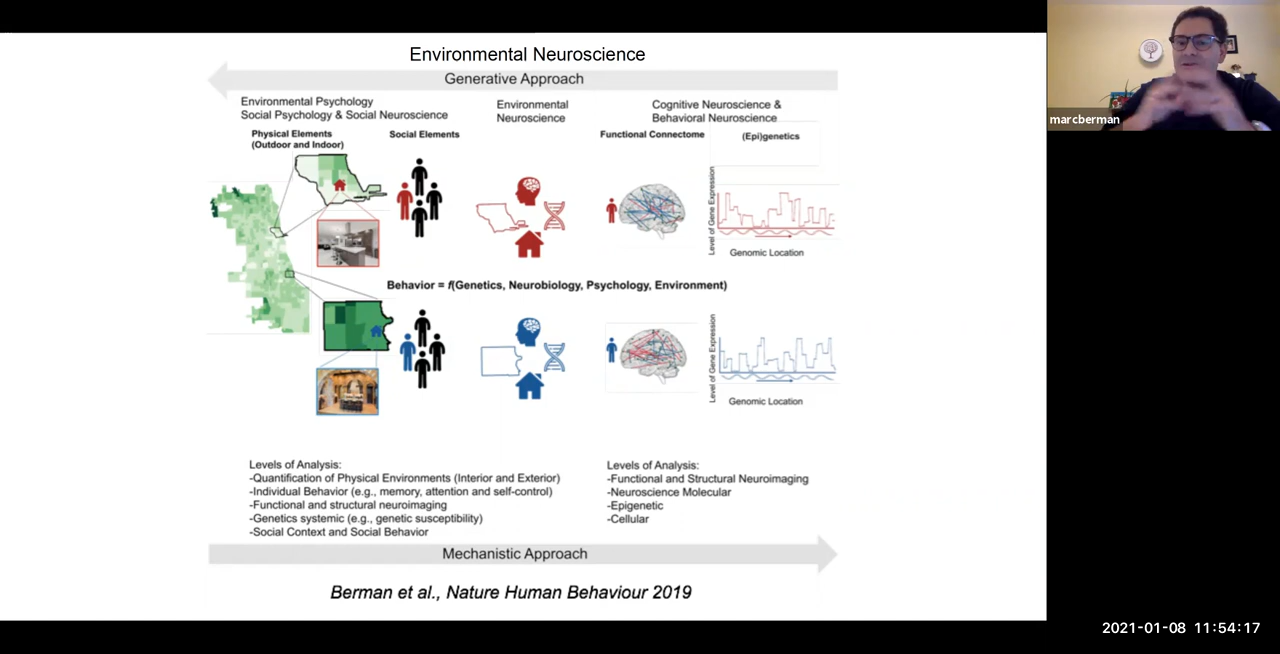 Environmental Neuroscience
Generative Approach
Environmental Psychology
Social Psychology & Social Neuroscience
Environmental
Neuroscience
Cognitive Neuroscience &
Behavioral Neuroscience
Physical Elements
(Outdoor and Indoor)
Social Elements
Functional Connectome
(Epi)genetics
Level of Gene Expression
Genomic Location
Behavior = f(Genetics, Neurobiology, Psychology, Environment)
Level of Gene Expression
Genomic Location
Levels of Analysis:
-Quantification of Physical Environments (Interior and Exterior)
-Individual Behavior (e.g., memory, attention and self-control)
-Functional and structural neuroimaging
-Genetics systemic (e.g., genetic susceptibility)
-Social Context and Social Behavior
Levels of Analysis:
-Functional and Structural Neuroimaging
-Neuroscience Molecular
-Epigenetic
-Cellular
Mechanistic Approach
Berman et al., Nature Human Behaviour 2019
marcberman
2021-01-08 11:54:17